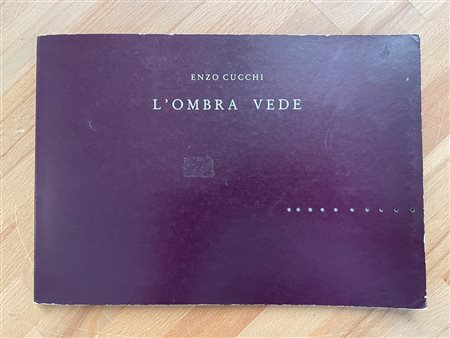 ENZO CUCCHI
L'OMBRA VEDE